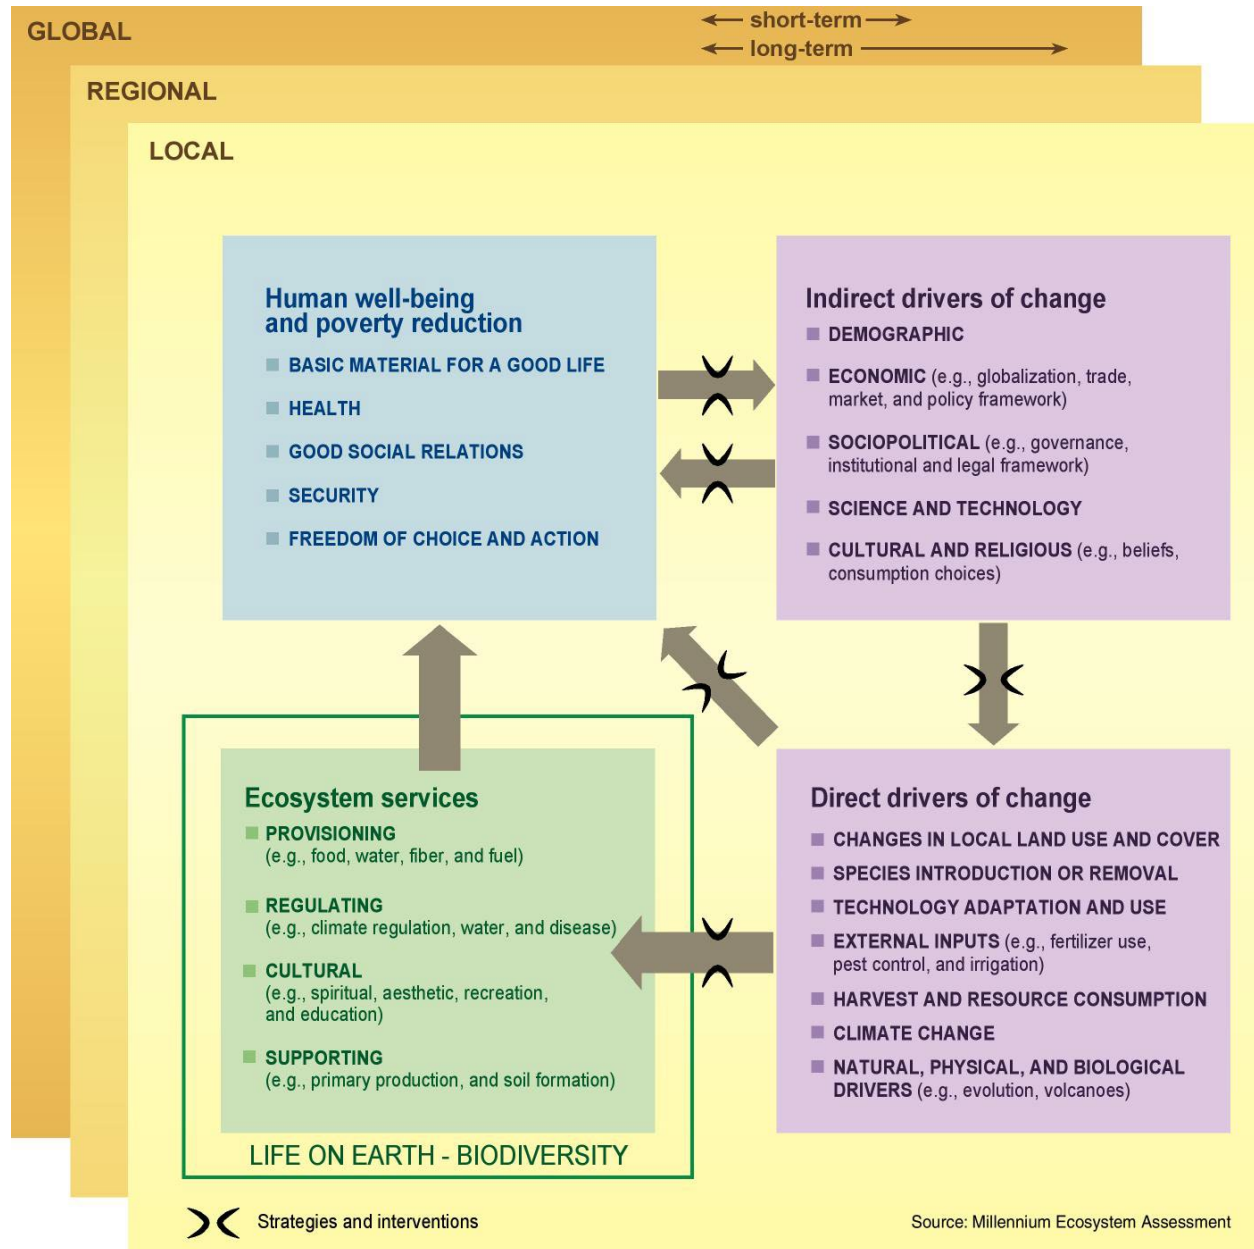 GLOBAL
short-term
long-term
REGIONAL
LOCAL
Human well-being
and poverty reduction
BASIC MATERIAL FOR A GOOD LIFE
HEALTH
GOOD SOCIAL RELATIONS
SECURITY
FREEDOM OF CHOICE AND ACTION
Indirect drivers of change
DEMOGRAPHIC
ECONOMIC (e.g., globalization, trade,
market, and policy framework)
SOCIOPOLITICAL (e.g., governance,
institutional and legal framework)
SCIENCE AND TECHNOLOGY
CULTURAL AND RELIGIOUS (e.g., beliefs,
consumption choices)
Ecosystem services
PROVISIONING
(e.g., food, water, fiber, and fuel)
REGULATING
(e.g., climate regulation, water, and disease)
CULTURAL
(e.g., spiritual, aesthetic, recreation,
and education)
SUPPORTING
(e.g., primary production, and soil formation)
LIFE ON EARTH - BIODIVERSITY
Direct drivers of change
CHANGES IN LOCAL LAND USE AND COVER
SPECIES INTRODUCTION OR REMOVAL
TECHNOLOGY ADAPTATION AND USE
EXTERNAL INPUTS (e.g., fertilizer use,
pest control, and irrigation)
HARVEST AND RESOURCE CONSUMPTION
CLIMATE CHANGE
NATURAL, PHYSICAL, AND BIOLOGICAL
DRIVERS (e.g., evolution, volcanoes)
Strategies and interventions
Source: Millennium Ecosystem Assessment